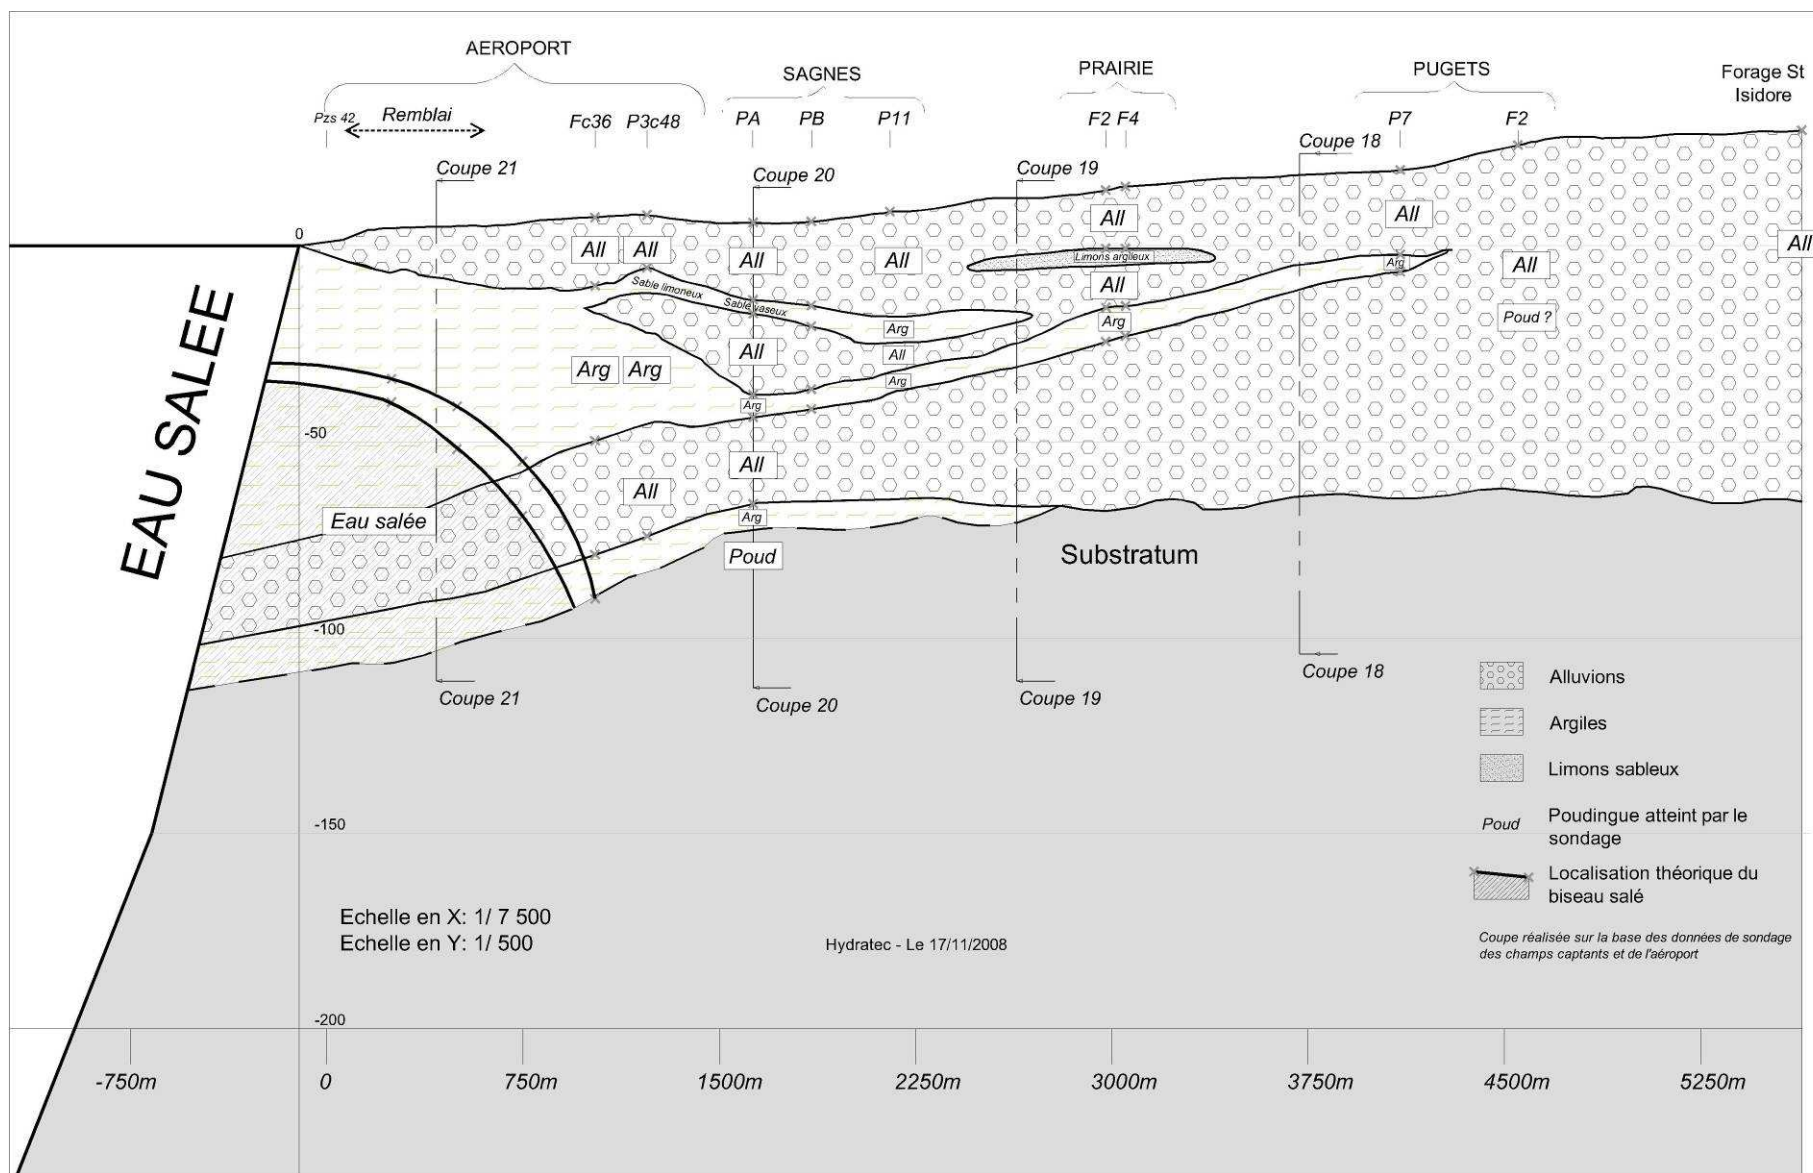 AEROPORT
SAGNES
PRAIRIE
PUGETS
Forage St
Isidore
Pzs 42
Remblai
Fc36
P3c48
PA
PB
P11
F2
F4
P7
F2
Coupe 21
Coupe 20
Coupe 19
Coupe 18
0
All
All
All
All
All
All
All
All
Limons argileux
All
Arg
Poud ?
Sable limoneux
Sable vaseux
Arg
Arg
All
All
Arg
Arg
Arg
Arg
EAU SALEE
-50
All
All
Eau salée
Arg
Poud
Substratum
-100
Coupe 21
Coupe 20
Coupe 19
Coupe 18
Alluvions
Argiles
Limons sableux
Poud
Poudingue atteint par le
sondage
Localisation théorique du
biseau salé
-150
Echelle en X: 1/ 7 500
Echelle en Y: 1/ 500
Hydratec - Le 17/11/2008
Coupe réalisée sur la base des données de sondage
des champs captants et de l'aéroport
-200
-750m
0
750m
1500m
2250m
3000m
3750m
4500m
5250m